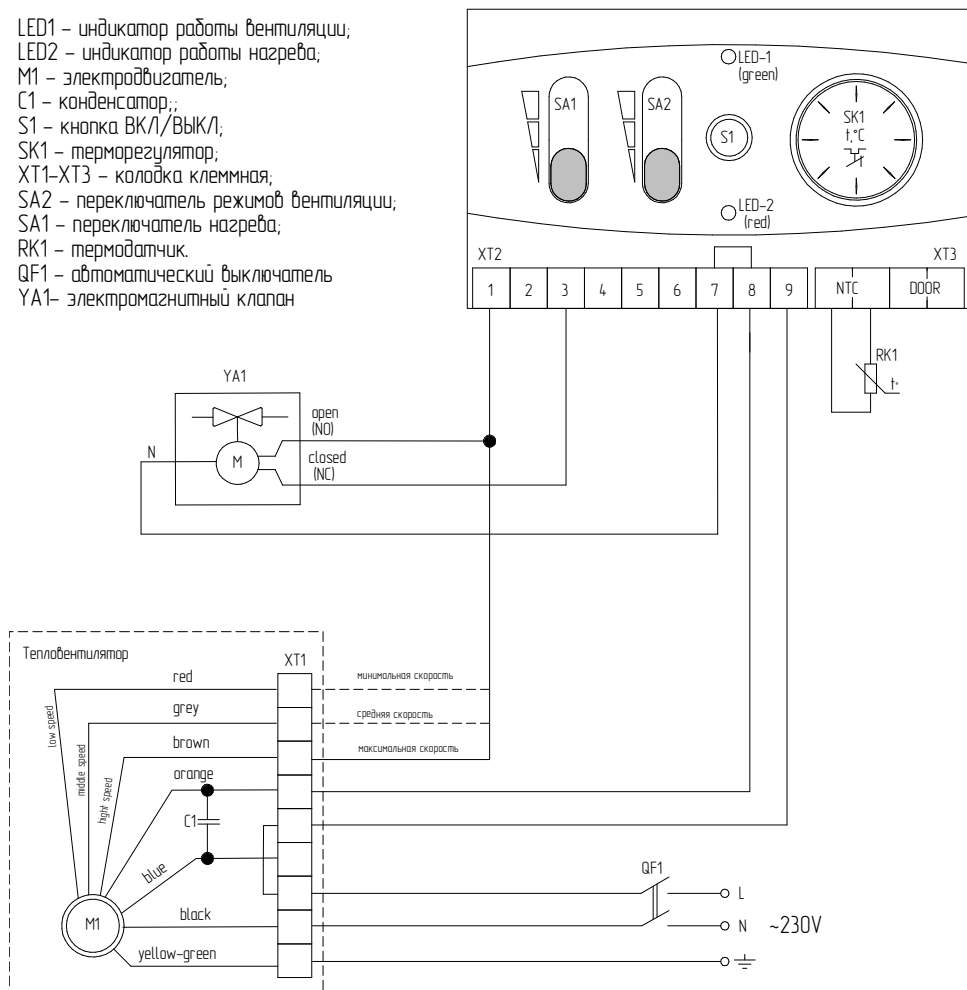 LED1 – индикатор работы вентиляции;
LED2 – индикатор работы нагрева;
M1 – электродвигатель;
C1 – конденсатор;;
S1 – кнопка ВКЛ/ВЫКЛ;
SK1 – терморегулятор;
XT1-XT3 – колодка клеммная;
SA2 – переключатель режимов вентиляции;
SA1 – переключатель нагрева;
RK1 – термодатчик.
QF1 – автоматический выключатель
YA1– электромагнитный клапан
LED-1
(green)
SA1
SA2
S1
SK1
t,°C
LED-2
(red)
XT2
XT3
1 2 3 4 5 6 7 8 9 NTC DOOR
RK1
t°
YA1
open
(NO)
N
M
closed
(NC)
Тепловентилятор
XT1
red
минимальная скорость
low speed
grey
средняя скорость
middle speed
brown
максимальная скорость
hight speed
orange
C1
blue
QF1
L
black
N ~230V
M1
yellow-green